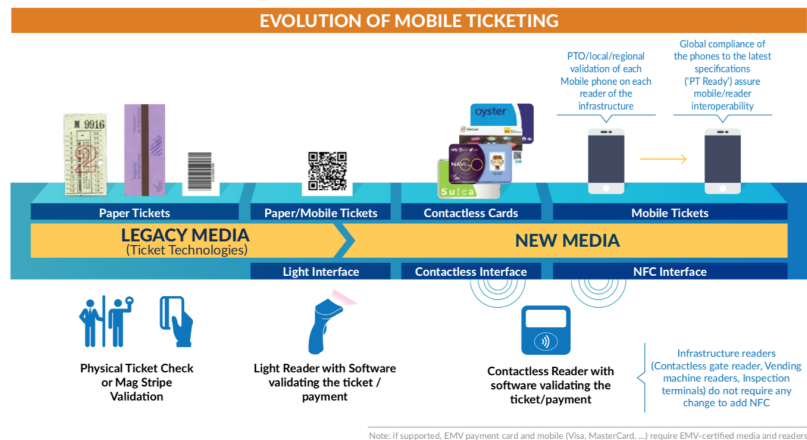 EVOLUTION OF MOBILE TICKETING
PTO/local/regional
validation of each
Mobile phone on each
reader of the
infrastructure
Global compliance of
the phones to the latest
specifications
('PT Ready') assure
mobile/reader
interoperability
N 9916
oyster
Suica
Paper Tickets
Paper/Mobile Tickets
Contactless Cards
Mobile Tickets
LEGACY MEDIA
(Ticket Technologies)
NEW MEDIA
Light Interface
Contactless Interface
NFC Interface
Physical Ticket Check
or Mag Stripe
Validation
Light Reader with Software
validating the ticket /
payment
Contactless Reader with
software validating the
ticket/payment
Infrastructure readers
(Contactless gate reader, Vending
machine readers, Inspection
terminals) do not require any
change to add NFC
Note: if supported, EMV payment card and mobile (Visa, MasterCard, ...) require EMV-certified media and readers